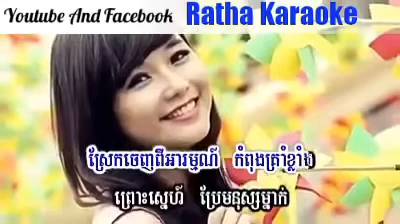 Youtube And Facebook Ratha Karaoke
ស្រែកចេញពីអារម្មណ៍ កំពុងគ្រាំខ្លាំង
ព្រោះស្នេហ៍ ប្រែមនុស្សម្នាក់